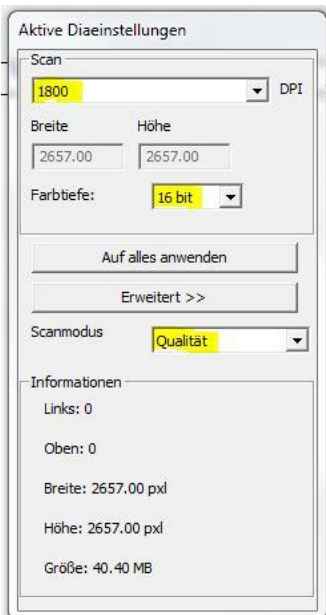 Aktive Diaeinstellungen
Scan
1800 DPI
Breite Höhe
2657.00 2657.00
Farbtiefe: 16 bit
Auf alles anwenden
Erweitert >>
Scanmodus Qualität
Informationen
Links: 0
Oben: 0
Breite: 2657.00 pxl
Höhe: 2657.00 pxl
Größe: 40.40 MB